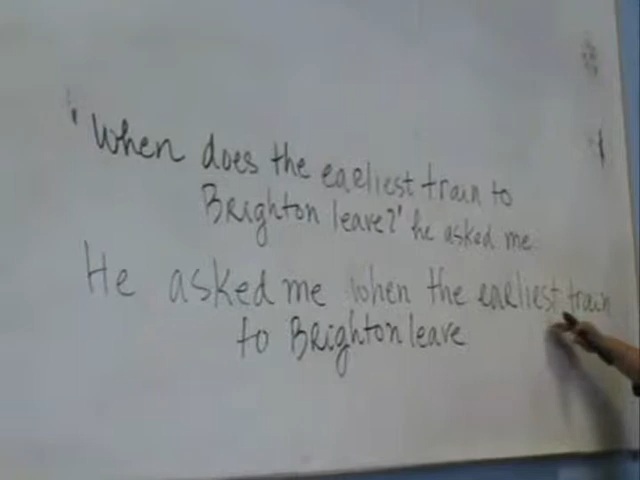 'When does the earliest train to
Brighton leave?' he asked me
He asked me when the earliest train
to Brighton leave